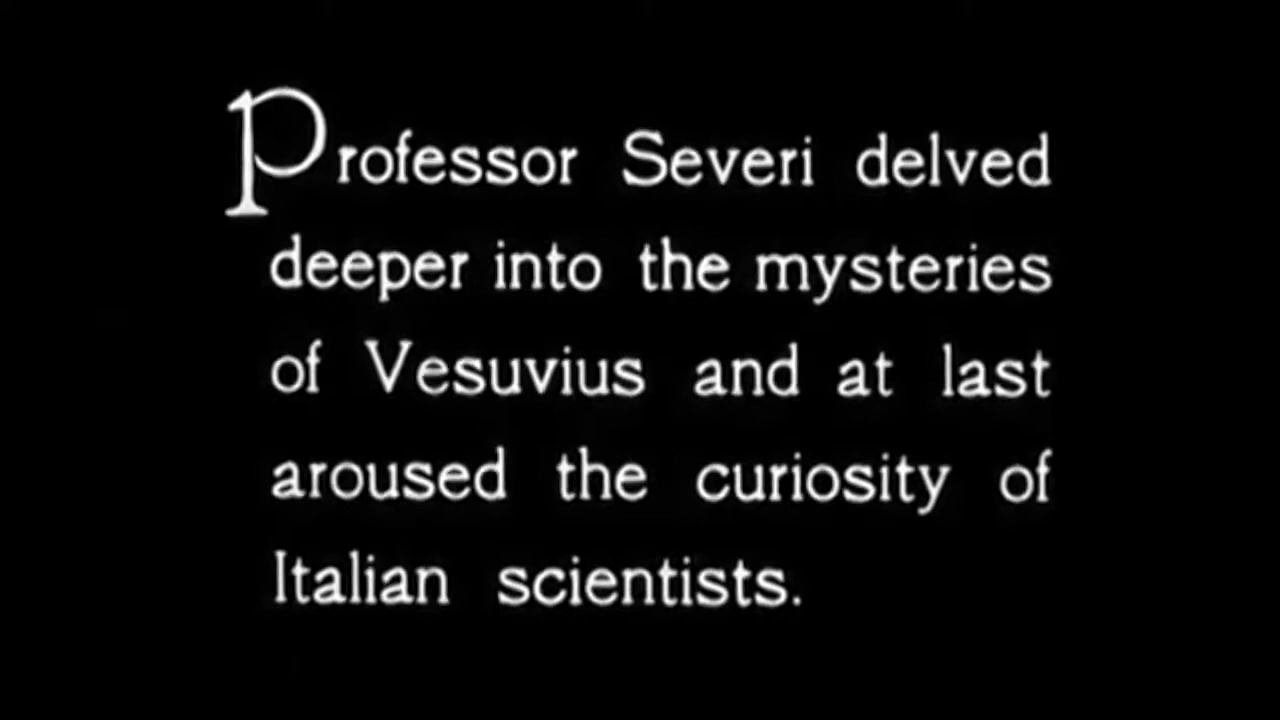 Professor Severi delved
deeper into the mysteries
of Vesuvius and at last
aroused the curiosity of
Italian scientists.